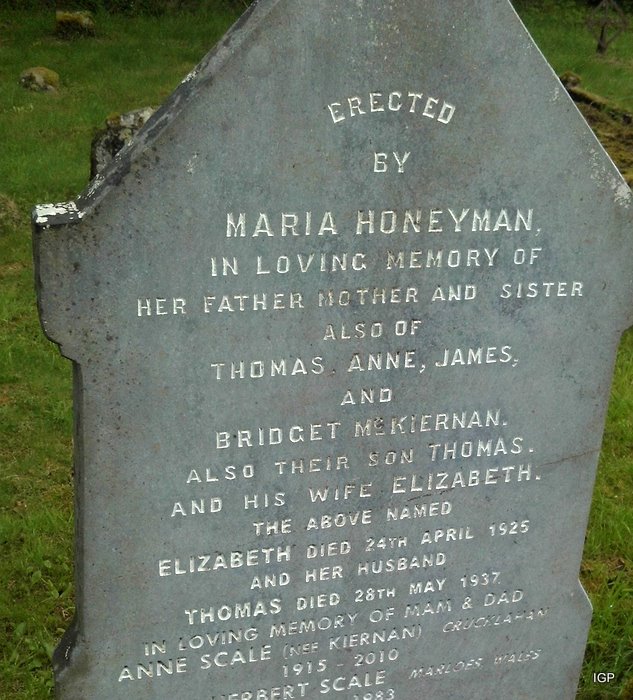 ERECTED
BY
MARIA HONEYMAN,
IN LOVING MEMORY OF
HER FATHER MOTHER AND SISTER
ALSO OF
THOMAS, ANNE, JAMES,
AND
BRIDGET McKIERNAN.
ALSO THEIR SON THOMAS.
AND HIS WIFE ELIZABETH.
THE ABOVE NAMED
ELIZABETH DIED 24TH APRIL 1925
AND HER HUSBAND
THOMAS DIED 28TH MAY 1937
IN LOVING MEMORY OF MAM & DAD
ANNE SCALE (NEE KIERNAN) CRUCKLAHAN
1915 - 2010
HERBERT SCALE MARLOES, WALES
1983
IGP